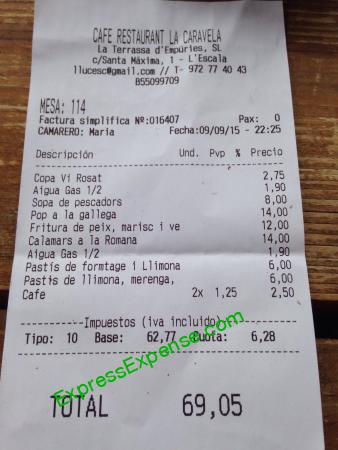 CAFE RESTAURANT LA CARAVELA
La Terrassa d'Empúries, SL
c/Santa Màxima, 1 - L'Escala
llucesc@gmail.com // T- 972 77 40 43
B55099709
MESA: 114
Factura simplifica Nº:016407 Pax: 0
CAMARERO: Maria Fecha:09/09/15 - 22:25
Descripción Und. Pvp % Precio
Copa Vi Rosat 2,75
Aigua Gas 1/2 1,90
Sopa de pescadors 8,00
Pop a la gallega 14,00
Fritura de peix, marisc i ve 12,00
Calamars a la Romana 14,00
Aigua Gas 1/2 1,90
Pastís de formtage i Llimona 6,00
Pastís de llimona, merenga, 6,00
Cafe 2x 1,25 2,50
Impuestos (iva incluido)
Tipo: 10 Base: 62,77 Cuota: 6,28
ExpressExpense.com
TOTAL 69,05